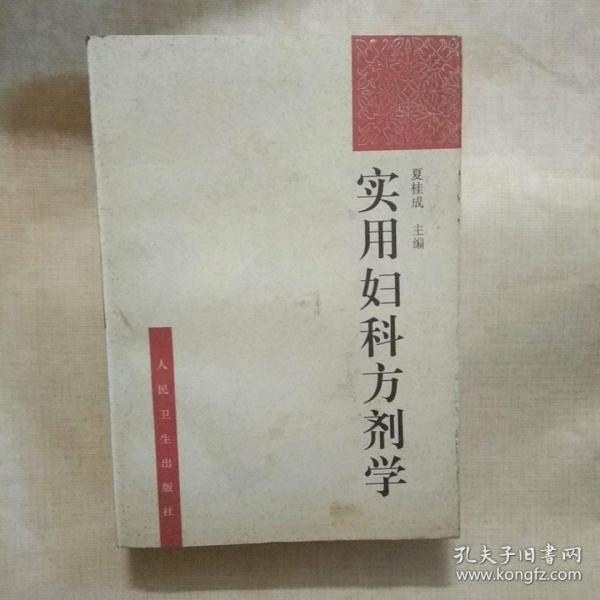 夏桂成 主编
实用妇科方剂学
人民卫生出版社
孔夫子旧书网
www.kongfz.com